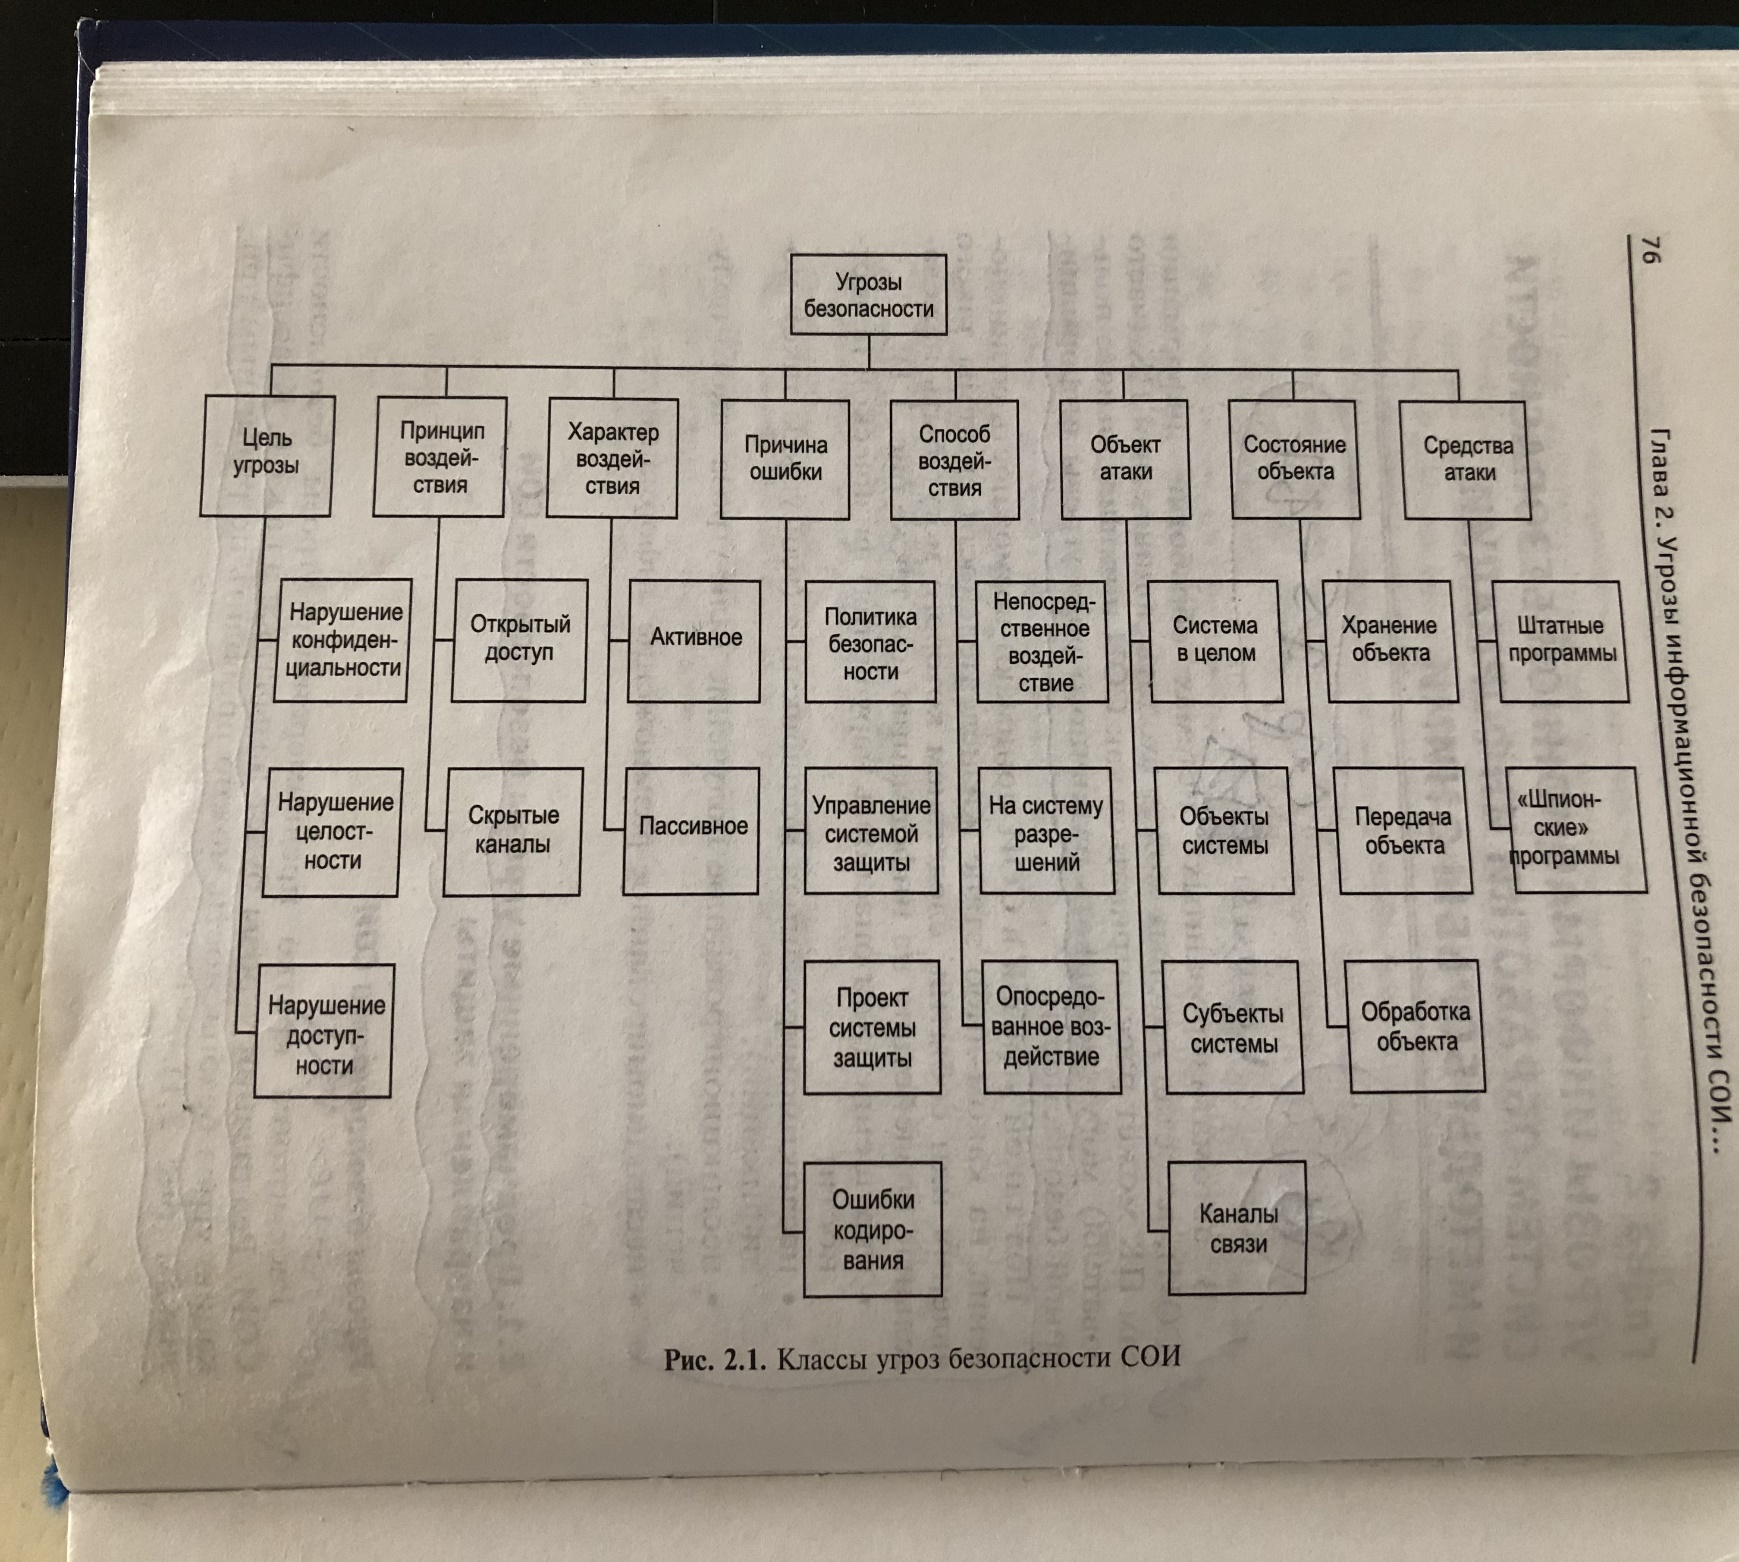 76
Глава 2. Угрозы информационной безопасности СОИ...
Угрозы
безопасности
Цель
угрозы
Нарушение
конфиден-
циальности
Нарушение
целост-
ности
Нарушение
доступ-
ности
Принцип
воздей-
ствия
Открытый
доступ
Скрытые
каналы
Характер
воздей-
ствия
Активное
Пассивное
Причина
ошибки
Политика
безопас-
ности
Управление
системой
защиты
Проект
системы
защиты
Ошибки
кодиро-
вания
Способ
воздей-
ствия
Непосред-
ственное
воздей-
ствие
На систему
разре-
шений
Опосредо-
ванное воз-
действие
Объект
атаки
Система
в целом
Объекты
системы
Субъекты
системы
Каналы
связи
Состояние
объекта
Хранение
объекта
Передача
объекта
Обработка
объекта
Средства
атаки
Штатные
программы
«Шпион-
ские»
программы
Рис. 2.1. Классы угроз безопасности СОИ